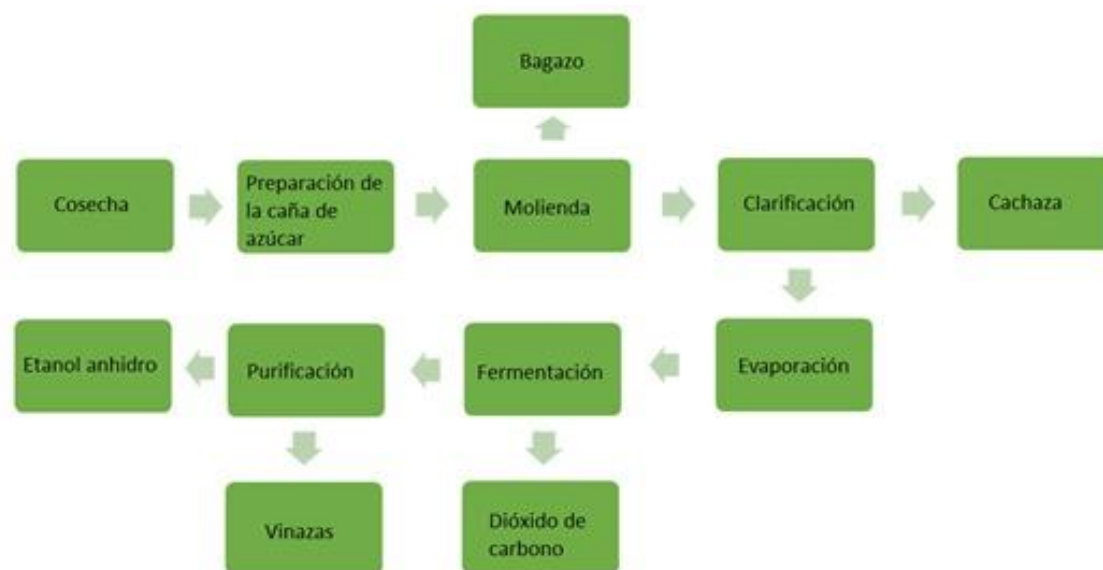 Bagazo
Cosecha
Preparación de
la caña de
azúcar
Molienda
Clarificación
Cachaza
Etanol anhidro
Purificación
Fermentación
Evaporación
Vinazas
Dióxido de
carbono